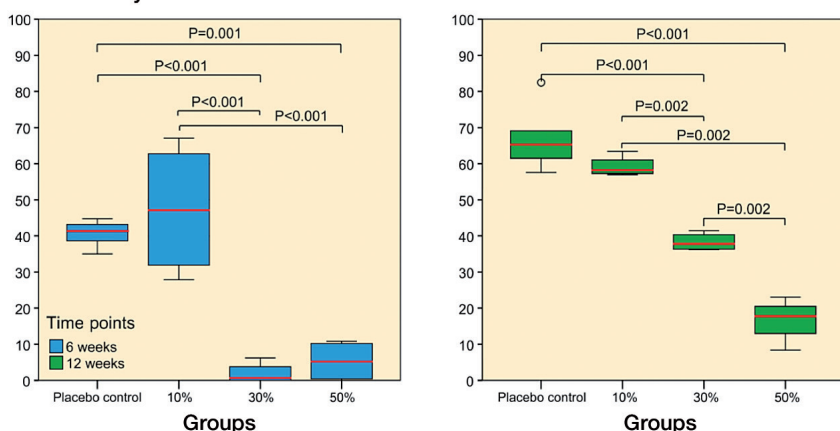 100
90
80
70
60
50
40
30
20
10
0
P=0.001
P<0.001
P<0.001
P<0.001
Time points
6 weeks
12 weeks
Placebo control 10% 30% 50%
Groups
100
90
80
70
60
50
40
30
20
10
0
P<0.001
P<0.001
P=0.002
P=0.002
P=0.002
Placebo control 10% 30% 50%
Groups